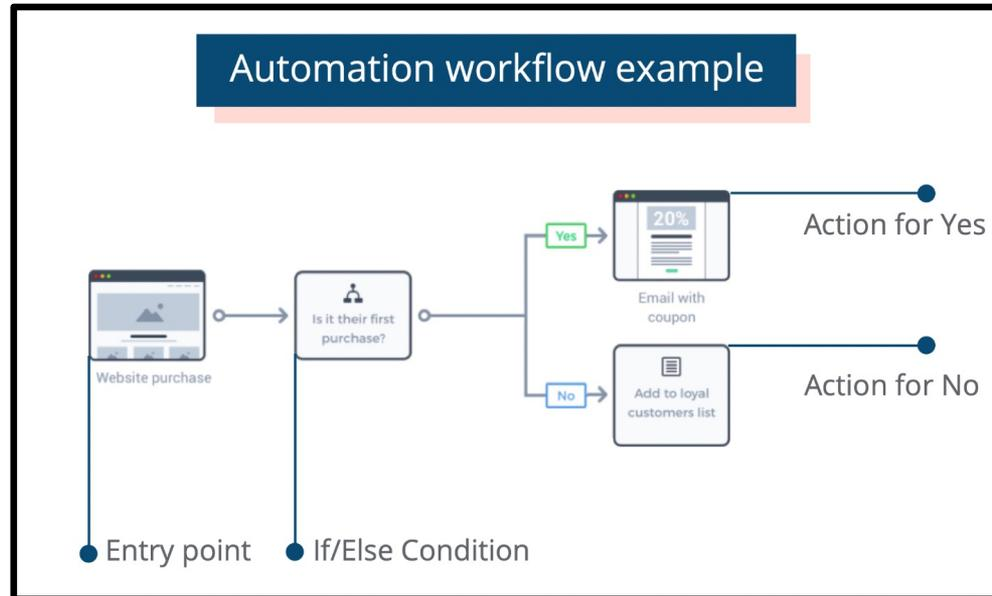 Automation workflow example
Website purchase
Is it their first
purchase?
Yes
20%
Email with
coupon
Action for Yes
No
Add to loyal
customers list
Action for No
Entry point
If/Else Condition